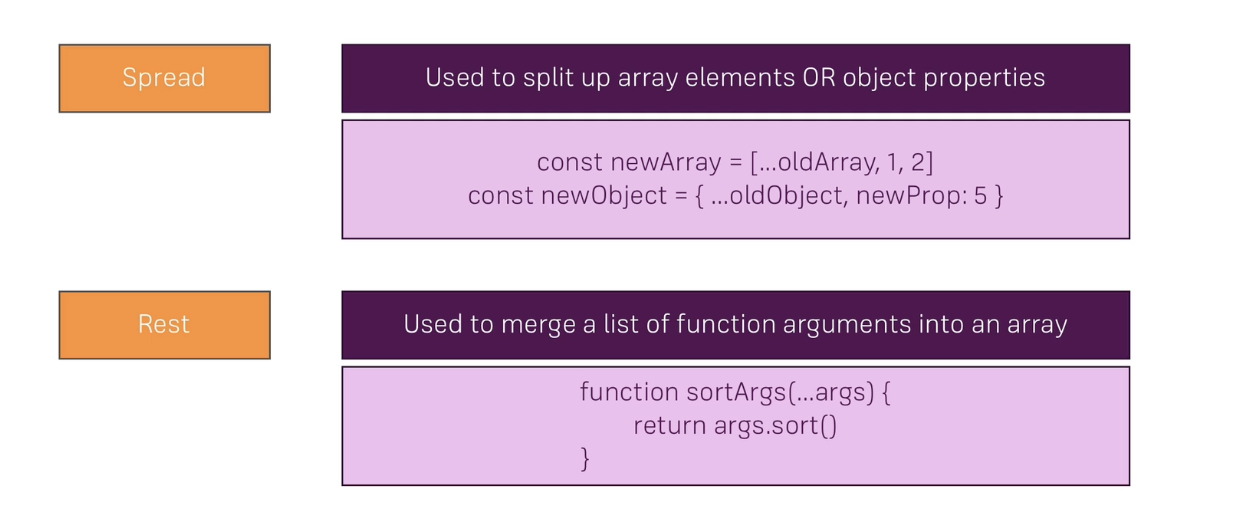 Spread
Used to split up array elements OR object properties
const newArray = [...oldArray, 1, 2]
const newObject = { ...oldObject, newProp: 5 }
Rest
Used to merge a list of function arguments into an array
function sortArgs(...args) {
return args.sort()
}